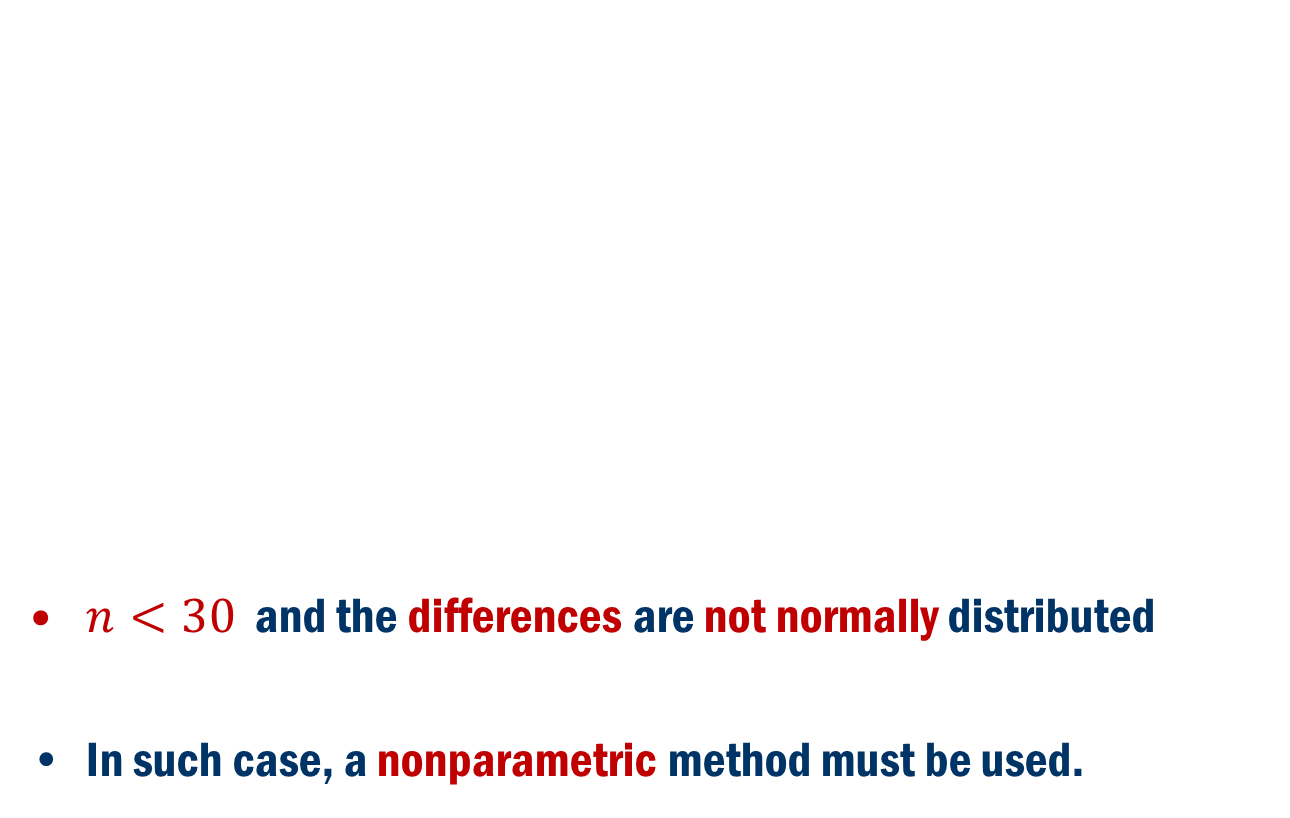 • n < 30 and the differences are not normally distributed
• In such case, a nonparametric method must be used.